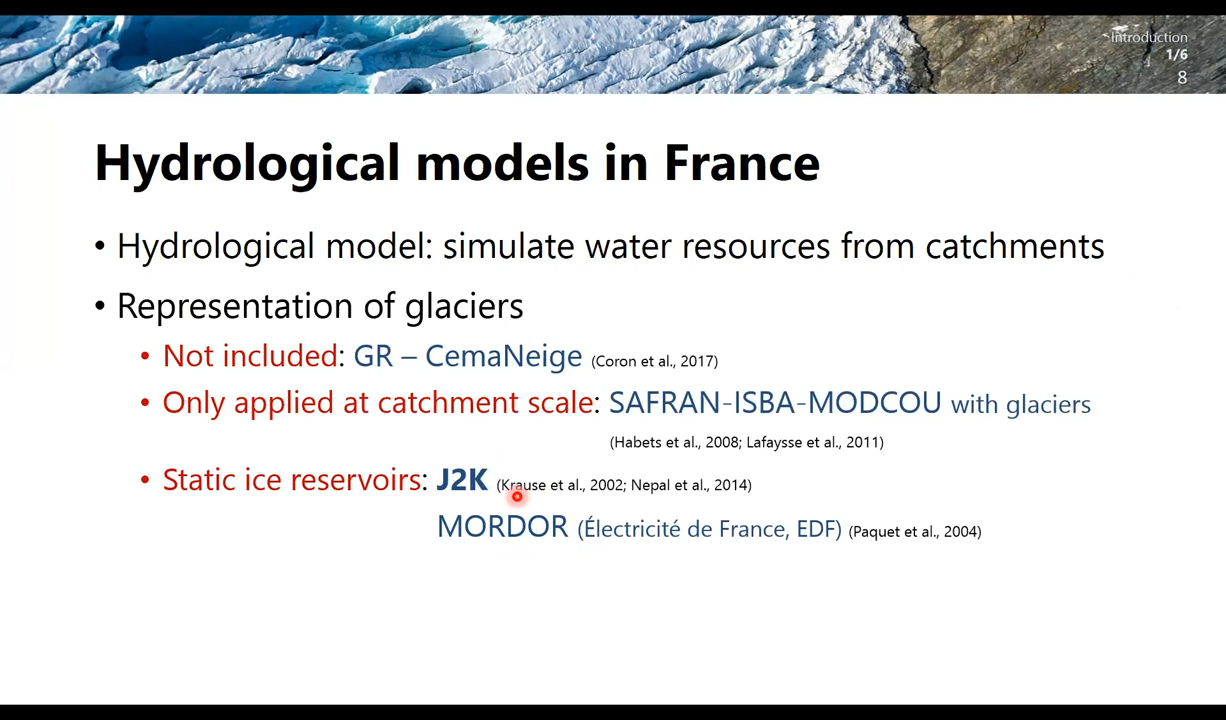 Introduction
1/6
8
Hydrological models in France
• Hydrological model: simulate water resources from catchments
• Representation of glaciers
• Not included: GR – CemaNeige (Coron et al., 2017)
• Only applied at catchment scale: SAFRAN-ISBA-MODCOU with glaciers
(Habets et al., 2008; Lafaysse et al., 2011)
• Static ice reservoirs: J2K (Krause et al., 2002; Nepal et al., 2014)
MORDOR (Électricité de France, EDF) (Paquet et al., 2004)